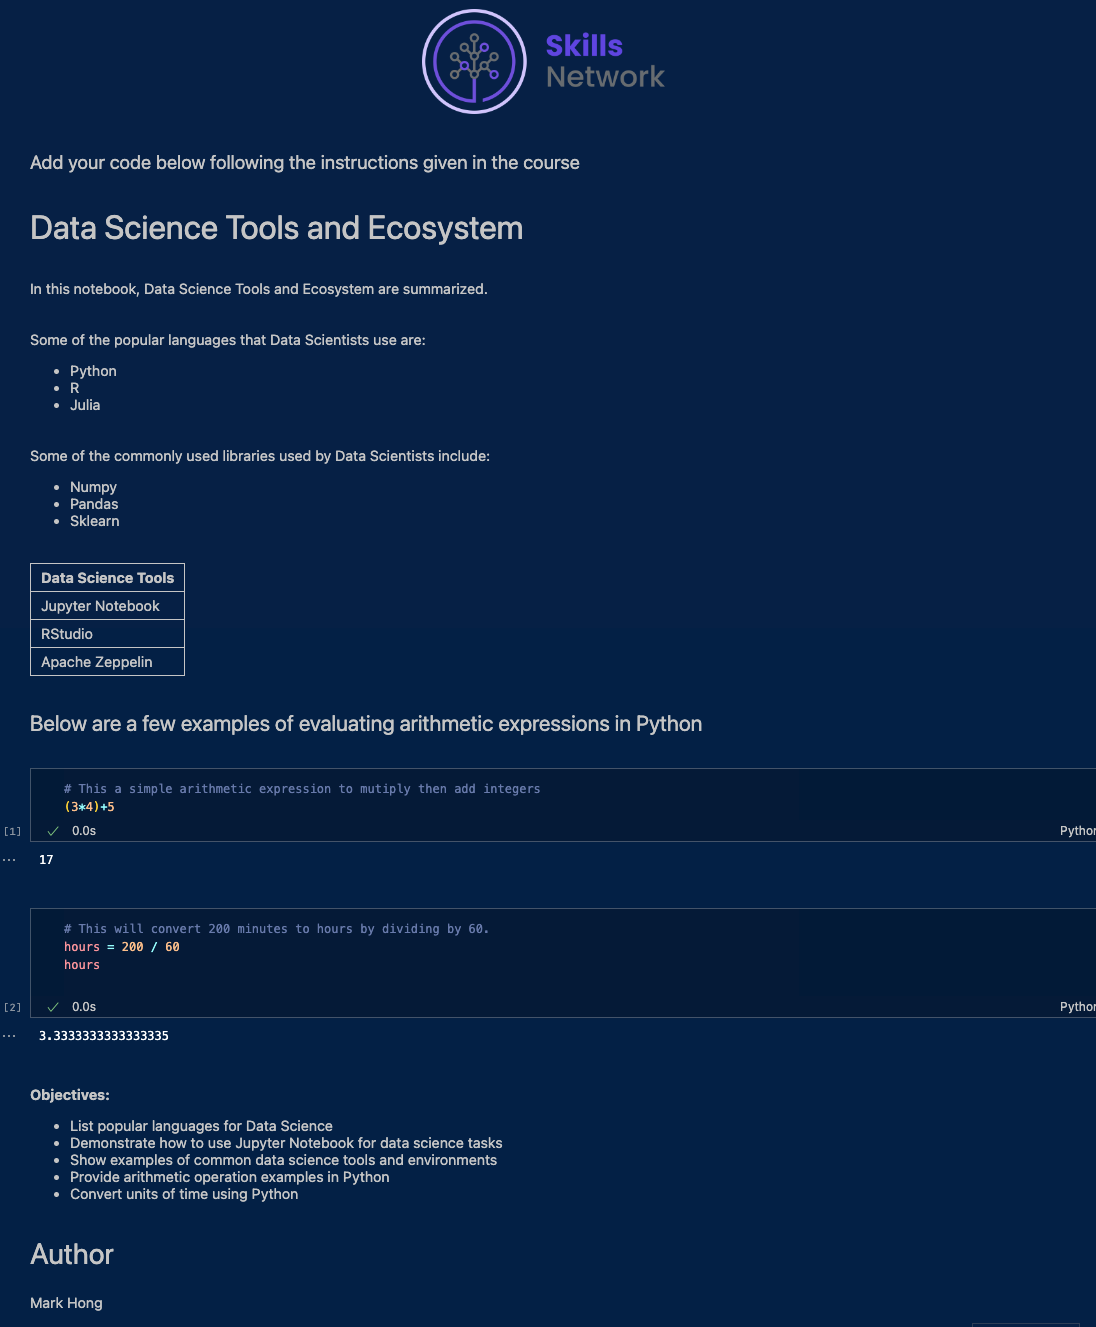 Skills
Network
Add your code below following the instructions given in the course
Data Science Tools and Ecosystem
In this notebook, Data Science Tools and Ecosystem are summarized.
Some of the popular languages that Data Scientists use are:
• Python
• R
• Julia
Some of the commonly used libraries used by Data Scientists include:
• Numpy
• Pandas
• Sklearn
Data Science Tools
Jupyter Notebook
RStudio
Apache Zeppelin
Below are a few examples of evaluating arithmetic expressions in Python
# This a simple arithmetic expression to mutiply then add integers
(3*4)+5
[1] ✓ 0.0s Python
... 17
# This will convert 200 minutes to hours by dividing by 60.
hours = 200 / 60
hours
[2] ✓ 0.0s Python
... 3.3333333333333335
Objectives:
• List popular languages for Data Science
• Demonstrate how to use Jupyter Notebook for data science tasks
• Show examples of common data science tools and environments
• Provide arithmetic operation examples in Python
• Convert units of time using Python
Author
Mark Hong